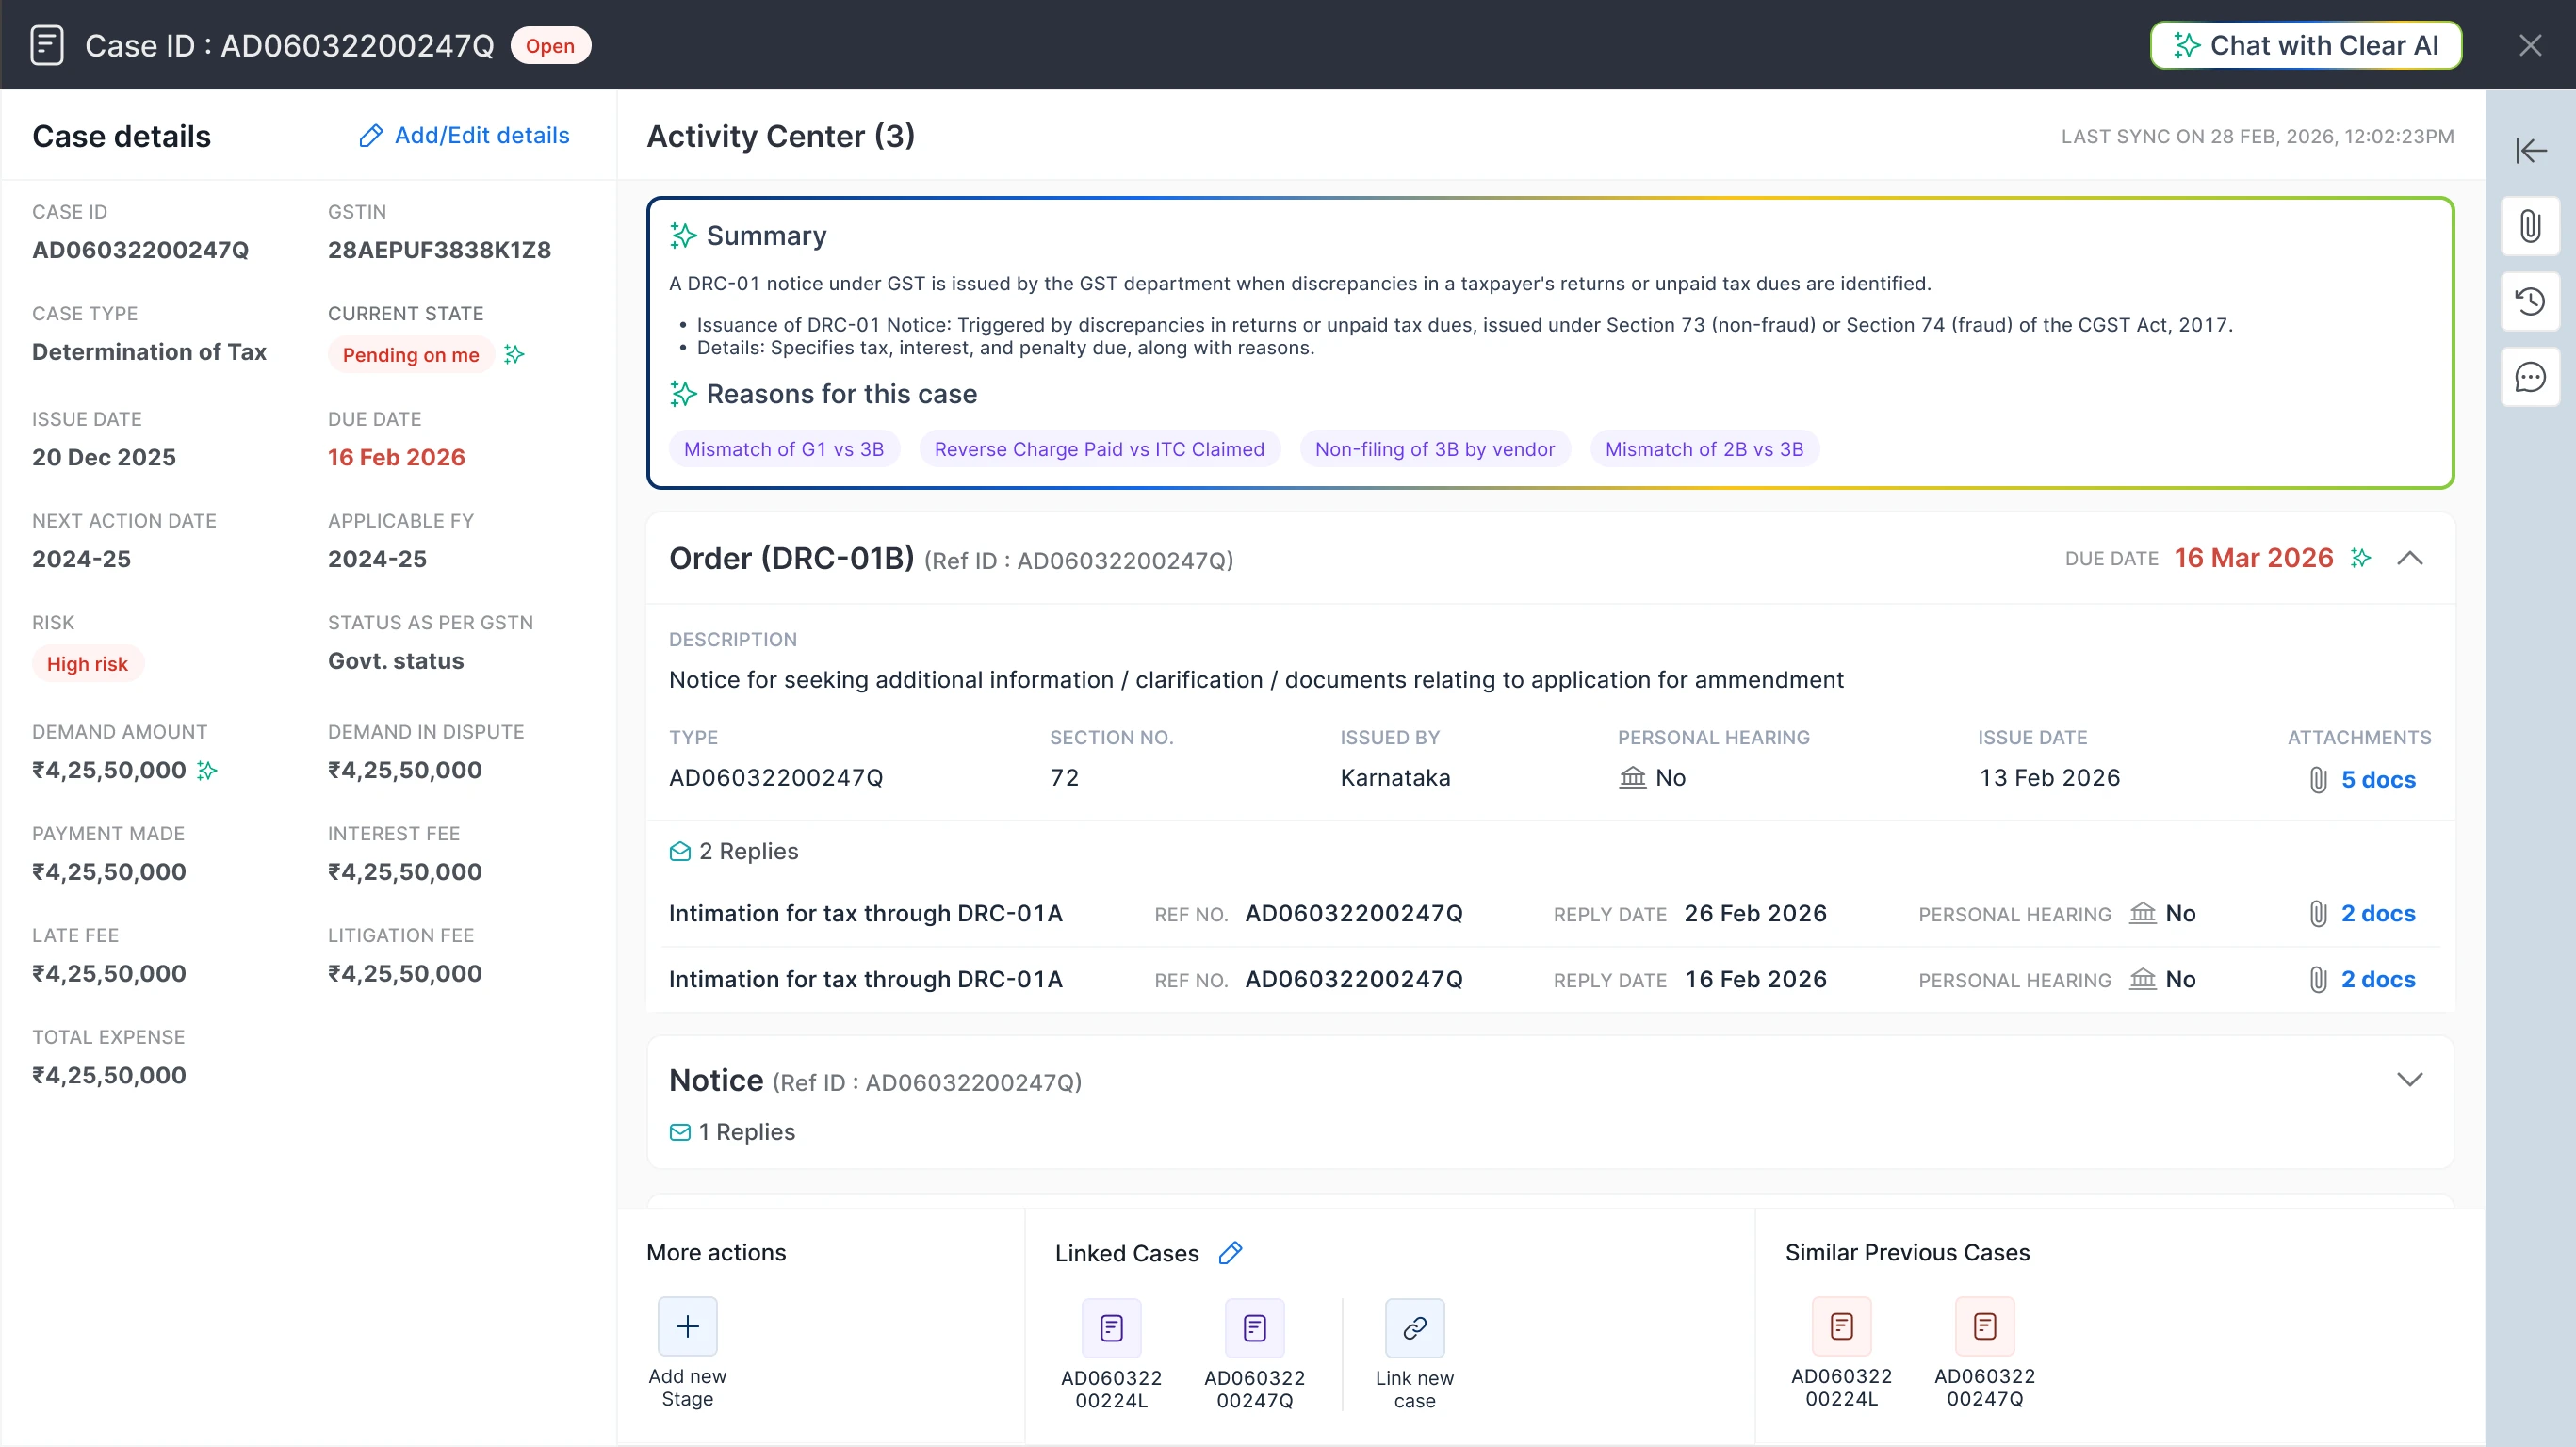 Case ID : AD06032200247Q
Open
Chat with Clear AI
Case details
Add/Edit details
CASE ID
GSTIN
AD06032200247Q
28AEPUF3838K1Z8
CASE TYPE
CURRENT STATE
Determination of Tax
Pending on me
ISSUE DATE
DUE DATE
20 Dec 2025
16 Feb 2026
NEXT ACTION DATE
APPLICABLE FY
2024-25
2024-25
RISK
STATUS AS PER GSTN
High risk
Govt. status
DEMAND AMOUNT
DEMAND IN DISPUTE
₹4,25,50,000
₹4,25,50,000
PAYMENT MADE
INTEREST FEE
₹4,25,50,000
₹4,25,50,000
LATE FEE
LITIGATION FEE
₹4,25,50,000
₹4,25,50,000
TOTAL EXPENSE
₹4,25,50,000
Activity Center (3)
LAST SYNC ON 28 FEB, 2026, 12:02:23PM
Summary
A DRC-01 notice under GST is issued by the GST department when discrepancies in a taxpayer's returns or unpaid tax dues are identified.
• Issuance of DRC-01 Notice: Triggered by discrepancies in returns or unpaid tax dues, issued under Section 73 (non-fraud) or Section 74 (fraud) of the CGST Act, 2017.
• Details: Specifies tax, interest, and penalty due, along with reasons.
Reasons for this case
Mismatch of G1 vs 3B
Reverse Charge Paid vs ITC Claimed
Non-filing of 3B by vendor
Mismatch of 2B vs 3B
Order (DRC-01B) (Ref ID : AD06032200247Q)
DUE DATE 16 Mar 2026
DESCRIPTION
Notice for seeking additional information / clarification / documents relating to application for ammendment
TYPE
SECTION NO.
ISSUED BY
PERSONAL HEARING
ISSUE DATE
ATTACHMENTS
AD06032200247Q
72
Karnataka
No
13 Feb 2026
5 docs
2 Replies
Intimation for tax through DRC-01A REF NO. AD06032200247Q REPLY DATE 26 Feb 2026 PERSONAL HEARING No 2 docs
Intimation for tax through DRC-01A REF NO. AD06032200247Q REPLY DATE 16 Feb 2026 PERSONAL HEARING No 2 docs
Notice (Ref ID : AD06032200247Q)
1 Replies
More actions
Add new
Stage
Linked Cases
AD060322
00224L
AD060322
00247Q
Link new
case
Similar Previous Cases
AD060322
00224L
AD060322
00247Q